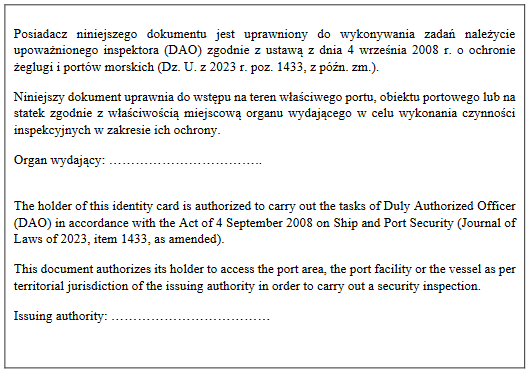 Posiadacz niniejszego dokumentu jest uprawniony do wykonywania zadań należycie
upoważnionego inspektora (DAO) zgodnie z ustawą z dnia 4 września 2008 r. o ochronie
żeglugi i portów morskich (Dz. U. z 2023 r. poz. 1433, z późn. zm.).
Niniejszy dokument uprawnia do wstępu na teren właściwego portu, obiektu portowego lub na
statek zgodnie z właściwością miejscową organu wydającego w celu wykonania czynności
inspekcyjnych w zakresie ich ochrony.
Organ wydający: ……………………………..
The holder of this identity card is authorized to carry out the tasks of Duly Authorized Officer
(DAO) in accordance with the Act of 4 September 2008 on Ship and Port Security (Journal of
Laws of 2023, item 1433, as amended).
This document authorizes its holder to access the port area, the port facility or the vessel as per
territorial jurisdiction of the issuing authority in order to carry out a security inspection.
Issuing authority: ………………………………